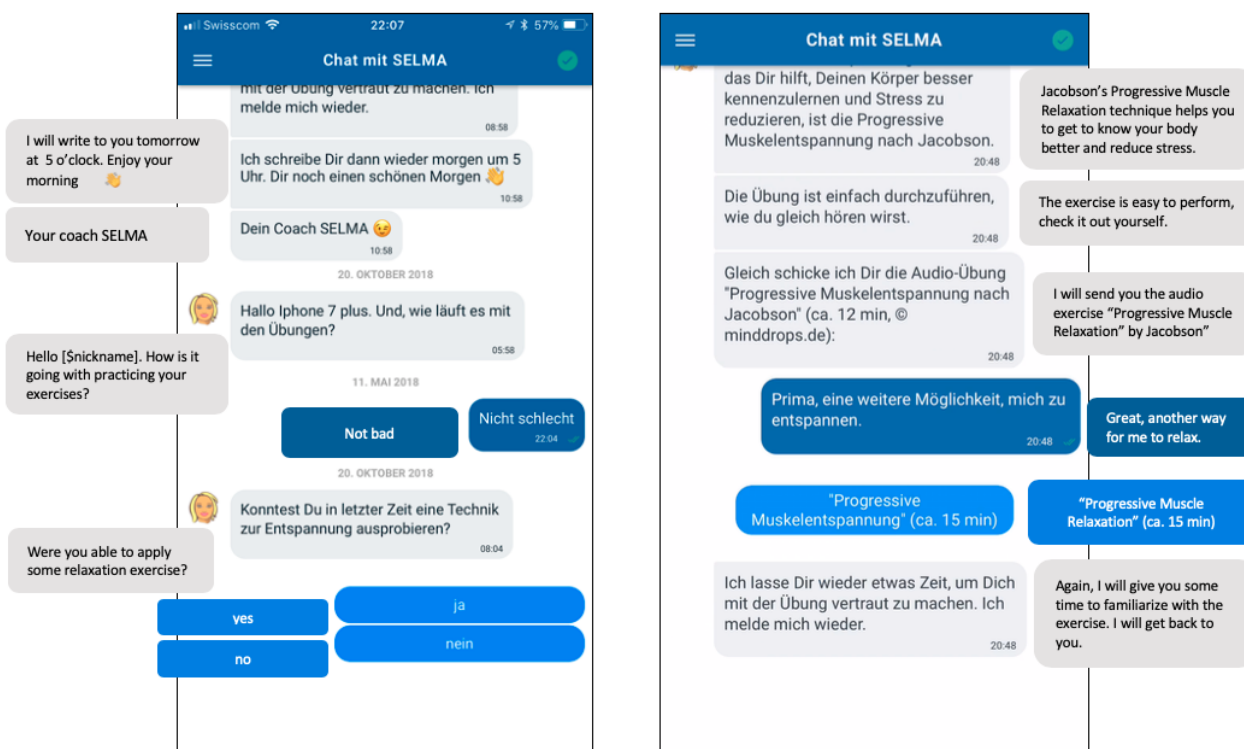 Swisscom
22:07
57%
Chat mit SELMA
mit der Übung vertraut zu machen. Ich
melde mich wieder.
08:58
I will write to you tomorrow
at 5 o'clock. Enjoy your
morning 👋
Ich schreibe Dir dann wieder morgen um 5
Uhr. Dir noch einen schönen Morgen 👋
10:58
Your coach SELMA
Dein Coach SELMA 😉
10:58
20. OKTOBER 2018
Hallo Iphone 7 plus. Und, wie läuft es mit
den Übungen?
05:58
Hello [$nickname]. How is it
going with practicing your
exercises?
11. MAI 2018
Not bad
Nicht schlecht
22:04
20. OKTOBER 2018
Konntest Du in letzter Zeit eine Technik
zur Entspannung ausprobieren?
08:04
Were you able to apply
some relaxation exercise?
yes
ja
no
nein
Chat mit SELMA
das Dir hilft, Deinen Körper besser
kennenzulernen und Stress zu
reduzieren, ist die Progressive
Muskelentspannung nach Jacobson.
20:48
Jacobson's Progressive Muscle
Relaxation technique helps you
to get to know your body
better and reduce stress.
Die Übung ist einfach durchzuführen,
wie du gleich hören wirst.
20:48
The exercise is easy to perform,
check it out yourself.
Gleich schicke ich Dir die Audio-Übung
"Progressive Muskelentspannung nach
Jacobson" (ca. 12 min, ©
minddrops.de):
20:48
I will send you the audio
exercise "Progressive Muscle
Relaxation" by Jacobson"
Prima, eine weitere Möglichkeit, mich zu
entspannen.
20:48
Great, another way
for me to relax.
"Progressive
Muskelentspannung" (ca. 15 min)
"Progressive Muscle
Relaxation" (ca. 15 min)
Ich lasse Dir wieder etwas Zeit, um Dich
mit der Übung vertraut zu machen. Ich
melde mich wieder.
20:48
Again, I will give you some
time to familiarize with the
exercise. I will get back to
you.